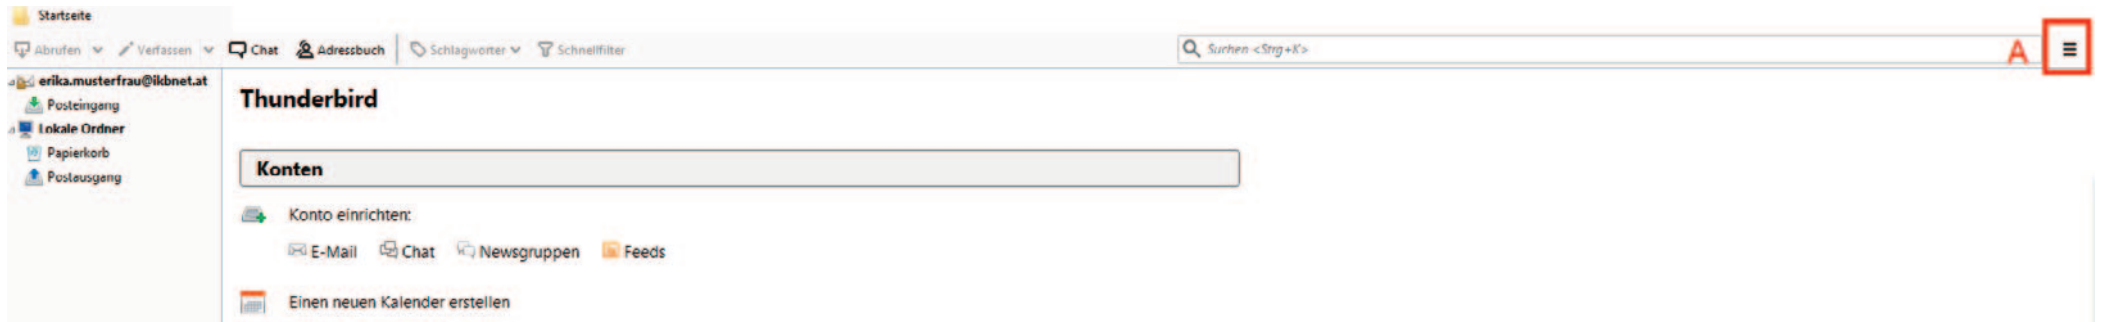 Startseite
Abrufen Verfassen Chat Adressbuch Schlagwörter Schnellfilter Suchen <Strg+K> A
erika.musterfrau@ikbnet.at
Posteingang
Lokale Ordner
Papierkorb
Postausgang
Thunderbird
Konten
Konto einrichten:
E-Mail Chat Newsgruppen Feeds
Einen neuen Kalender erstellen